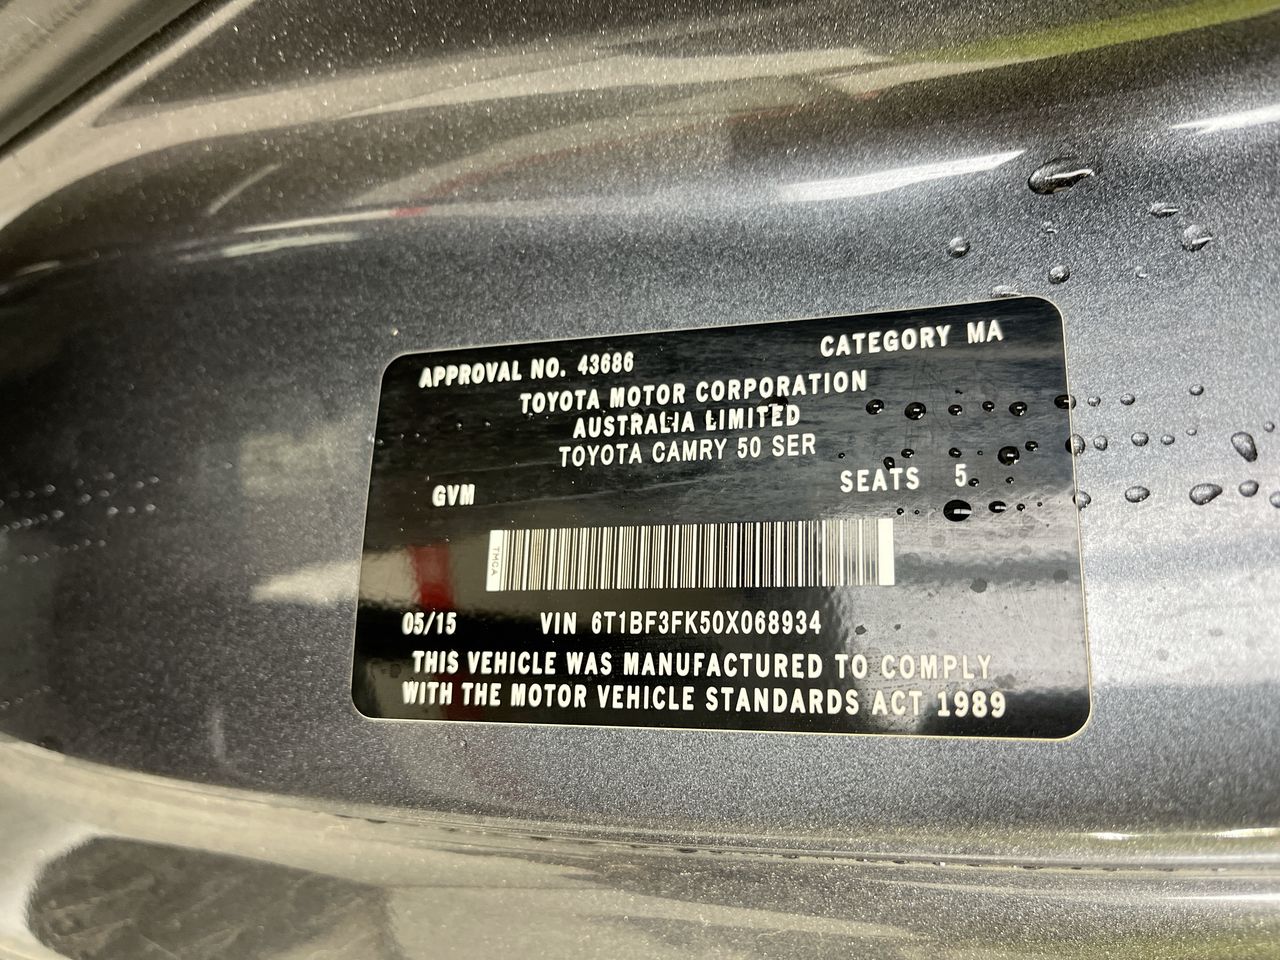 APPROVAL NO. 43686 CATEGORY MA
TOYOTA MOTOR CORPORATION
AUSTRALIA LIMITED
TOYOTA CAMRY 50 SER
GVM SEATS 5
TMCA
05/15 VIN 6T1BF3FK50X068934
THIS VEHICLE WAS MANUFACTURED TO COMPLY
WITH THE MOTOR VEHICLE STANDARDS ACT 1989